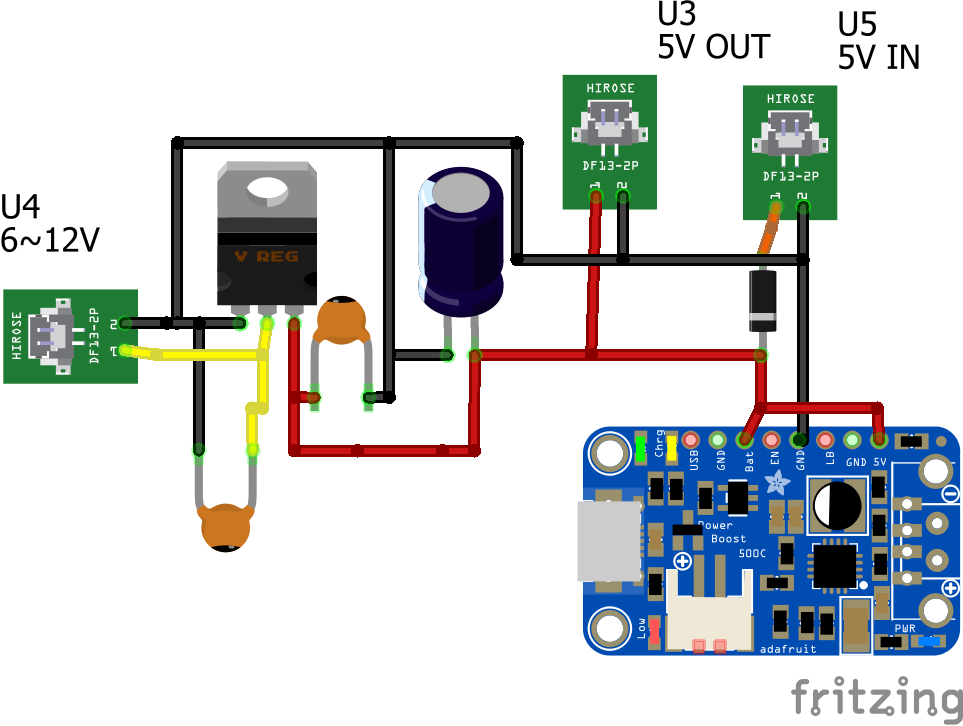 U3
5V OUT
U5
5V IN
HIROSE
DF13-2P
1 2
HIROSE
DF13-2P
1 2
U4
6~12V
HIROSE
DF13-2P
2
1
V REG
Chrg
USB
GND
Bat
EN
GND
LB
GND 5V
Power
Boost
500C
Low
PWR
adafruit
fritzing